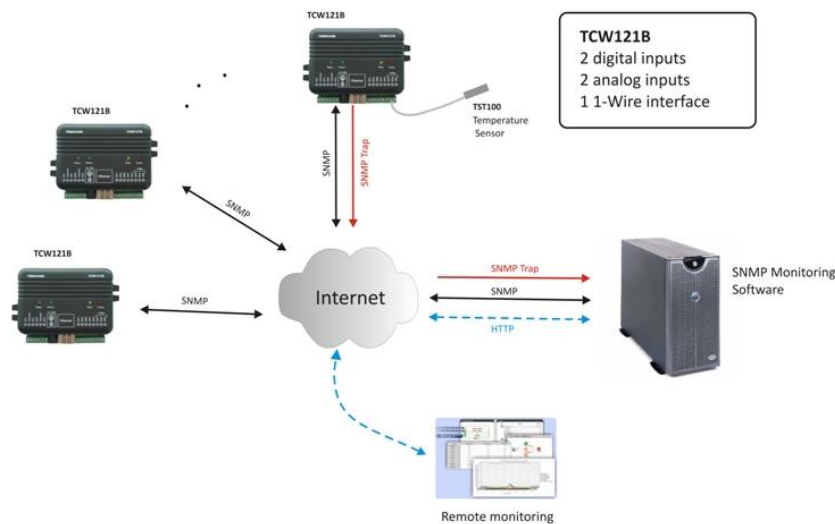 TCW121B
TCW121B
2 digital inputs
2 analog inputs
1 1-Wire interface
TCW121B
TST100
Temperature
Sensor
SNMP
SNMP Trap
SNMP
TCW121B
SNMP
Internet
SNMP Trap
SNMP
HTTP
SNMP Monitoring
Software
Remote monitoring